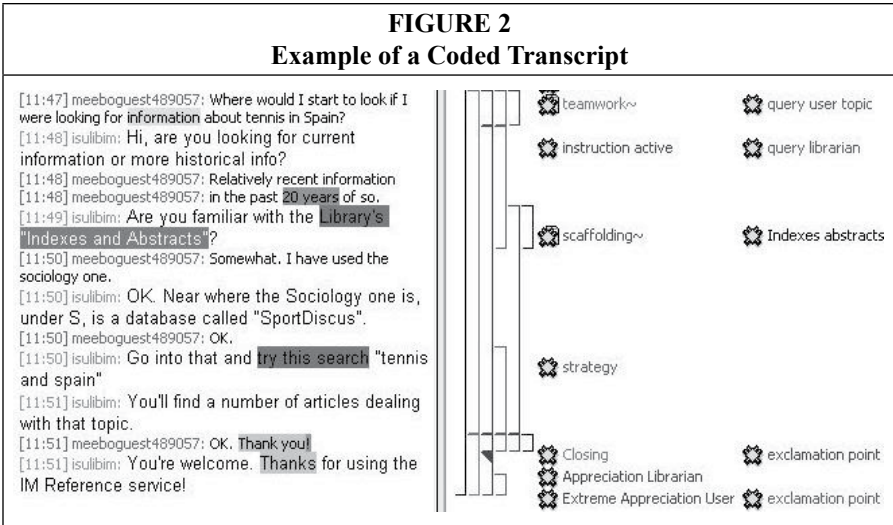 FIGURE 2
Example of a Coded Transcript
[11:47] meeboguest489057: Where would I start to look if I
were looking for information about tennis in Spain?
[11:48] isulibim: Hi, are you looking for current
information or more historical info?
[11:48] meeboguest489057: Relatively recent information
[11:48] meeboguest489057: in the past 20 years of so.
[11:49] isulibim: Are you familiar with the Library's
"Indexes and Abstracts"?
[11:50] meeboguest489057: Somewhat. I have used the
sociology one.
[11:50] isulibim: OK. Near where the Sociology one is,
under S, is a database called "SportDiscus".
[11:50] meeboguest489057: OK.
[11:50] isulibim: Go into that and try this search "tennis
and spain"
[11:51] isulibim: You'll find a number of articles dealing
with that topic.
[11:51] meeboguest489057: OK. Thank you!
[11:51] isulibim: You're welcome. Thanks for using the
IM Reference service!
teamwork~ query user topic
instruction active query librarian
scaffolding~ Indexes abstracts
strategy
Closing exclamation point
Appreciation Librarian
Extreme Appreciation User exclamation point